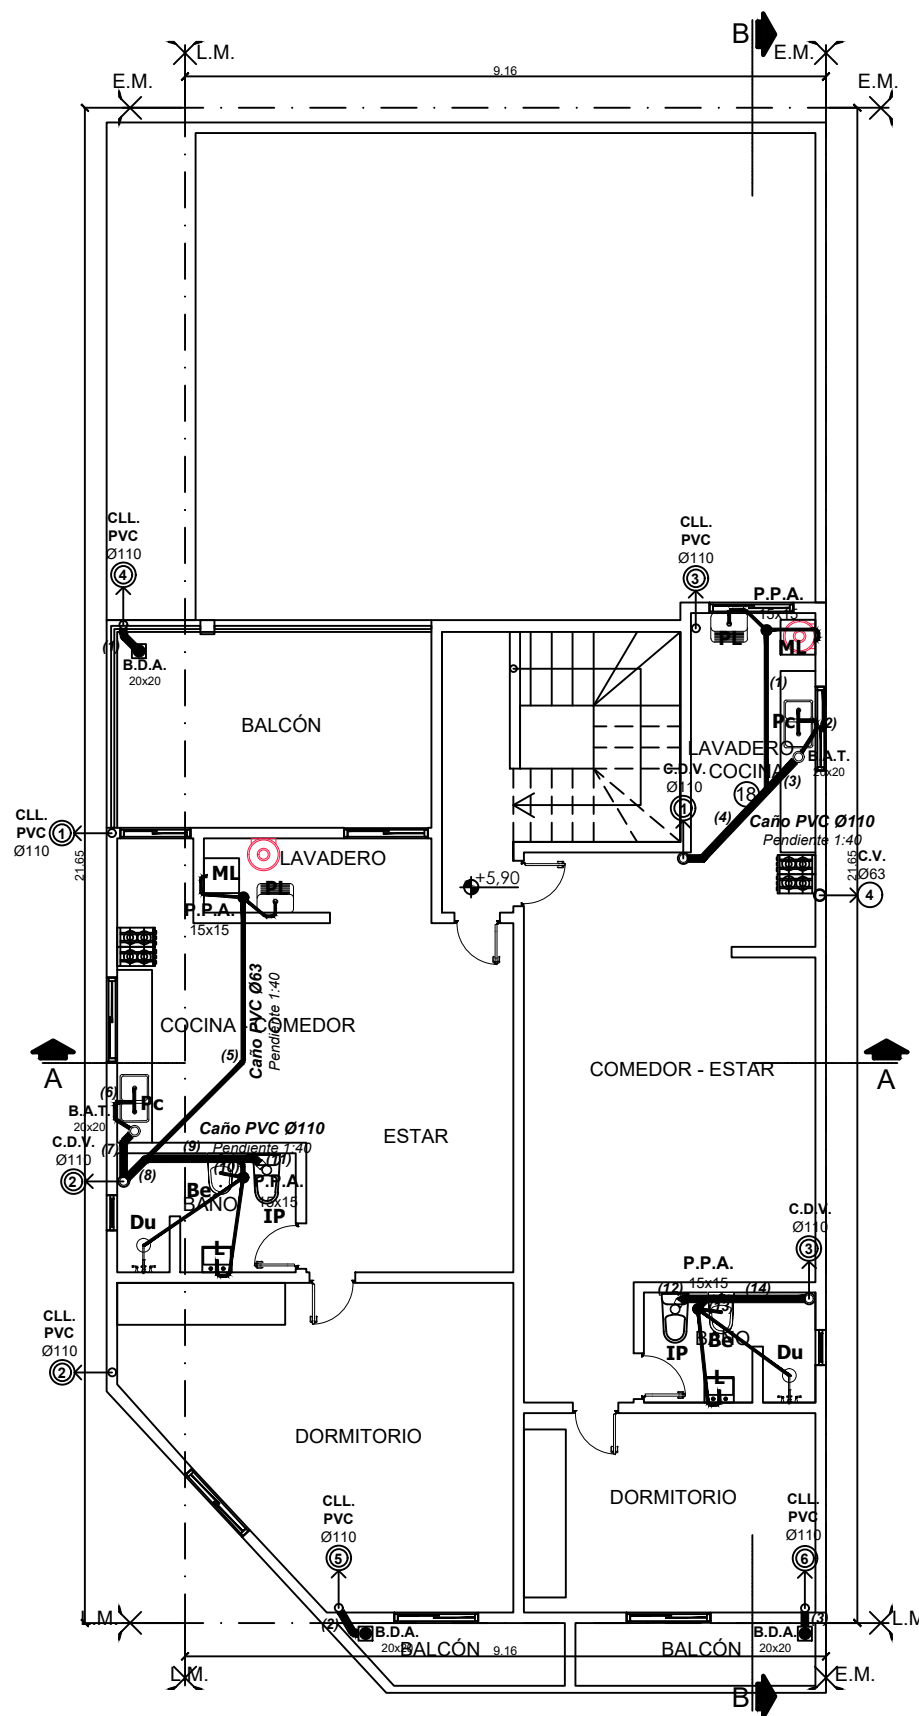 B
L.M.
E.M.
9.16
E.M.
E.M.
CLL.
PVC
Ø110
4
CLL.
PVC
Ø110
3
P.P.A.
15x15
PL
ML
(1)
B.D.A.
20x20
(1)
Pc
(2)
BALCÓN
LAVADERO
COCINA
B.A.T.
20x20
C.D.V.
Ø110
1
(3)
18
(4)
Caño PVC Ø110
Pendiente 1:40
CLL.
PVC
Ø110
1
21.65
21.65
LAVADERO
ML
PL
P.P.A.
15x15
+5,90
C.V.
Ø63
4
Caño PVC Ø63
Pendiente 1:40
COCINA - COMEDOR
(5)
A
A
COMEDOR - ESTAR
(6)
Pc
B.A.T.
20x20
C.D.V.
Ø110
2
(7)
(8)
(9)
Caño PVC Ø110
Pendiente 1:40
ESTAR
(10)
(11)
P.P.A.
15x15
Be
BAÑO
IP
Du
L
C.D.V.
Ø110
3
P.P.A.
15x15
(12)
(13)
(14)
BAÑO
IP
Be
Du
L
CLL.
PVC
Ø110
2
DORMITORIO
DORMITORIO
CLL.
PVC
Ø110
5
CLL.
PVC
Ø110
6
L.M.
L.M
(2)
B.D.A.
20x20
BALCÓN
9.16
BALCÓN
B.D.A.
20x20
(3)
L.M.
E.M.
B